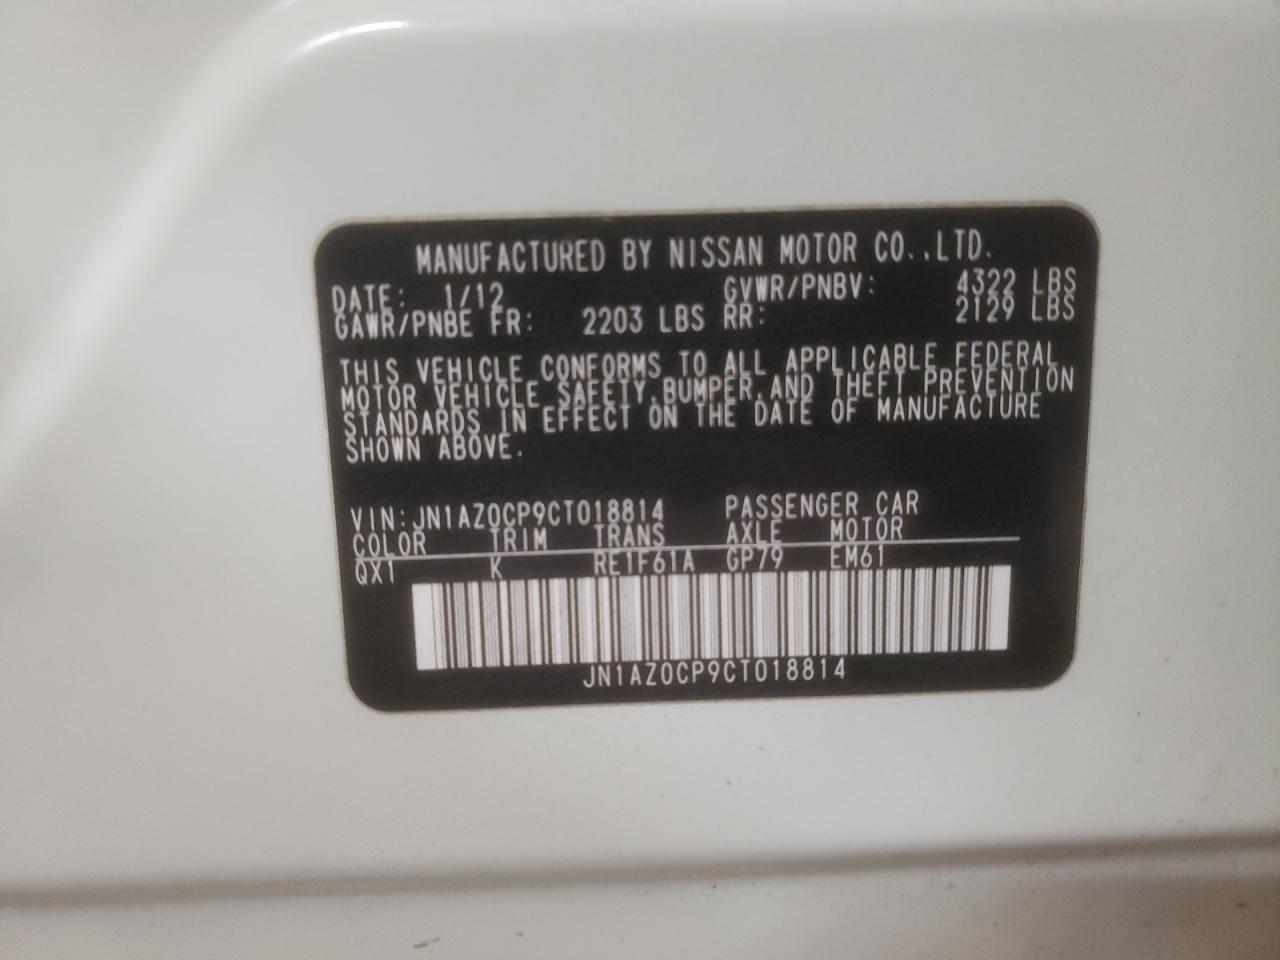 MANUFACTURED BY NISSAN MOTOR CO.,LTD.
DATE: 1/12 GVWR/PNBV: 4322 LBS
GAWR/PNBE FR: 2203 LBS RR: 2129 LBS
THIS VEHICLE CONFORMS TO ALL APPLICABLE FEDERAL
MOTOR VEHICLE SAFETY,BUMPER,AND THEFT PREVENTION
STANDARDS IN EFFECT ON THE DATE OF MANUFACTURE
SHOWN ABOVE.
VIN:JN1AZ0CP9CT018814 PASSENGER CAR
COLOR TRIM TRANS AXLE MOTOR
QX1 K RE1F61A GP79 EM61
JN1AZ0CP9CT018814